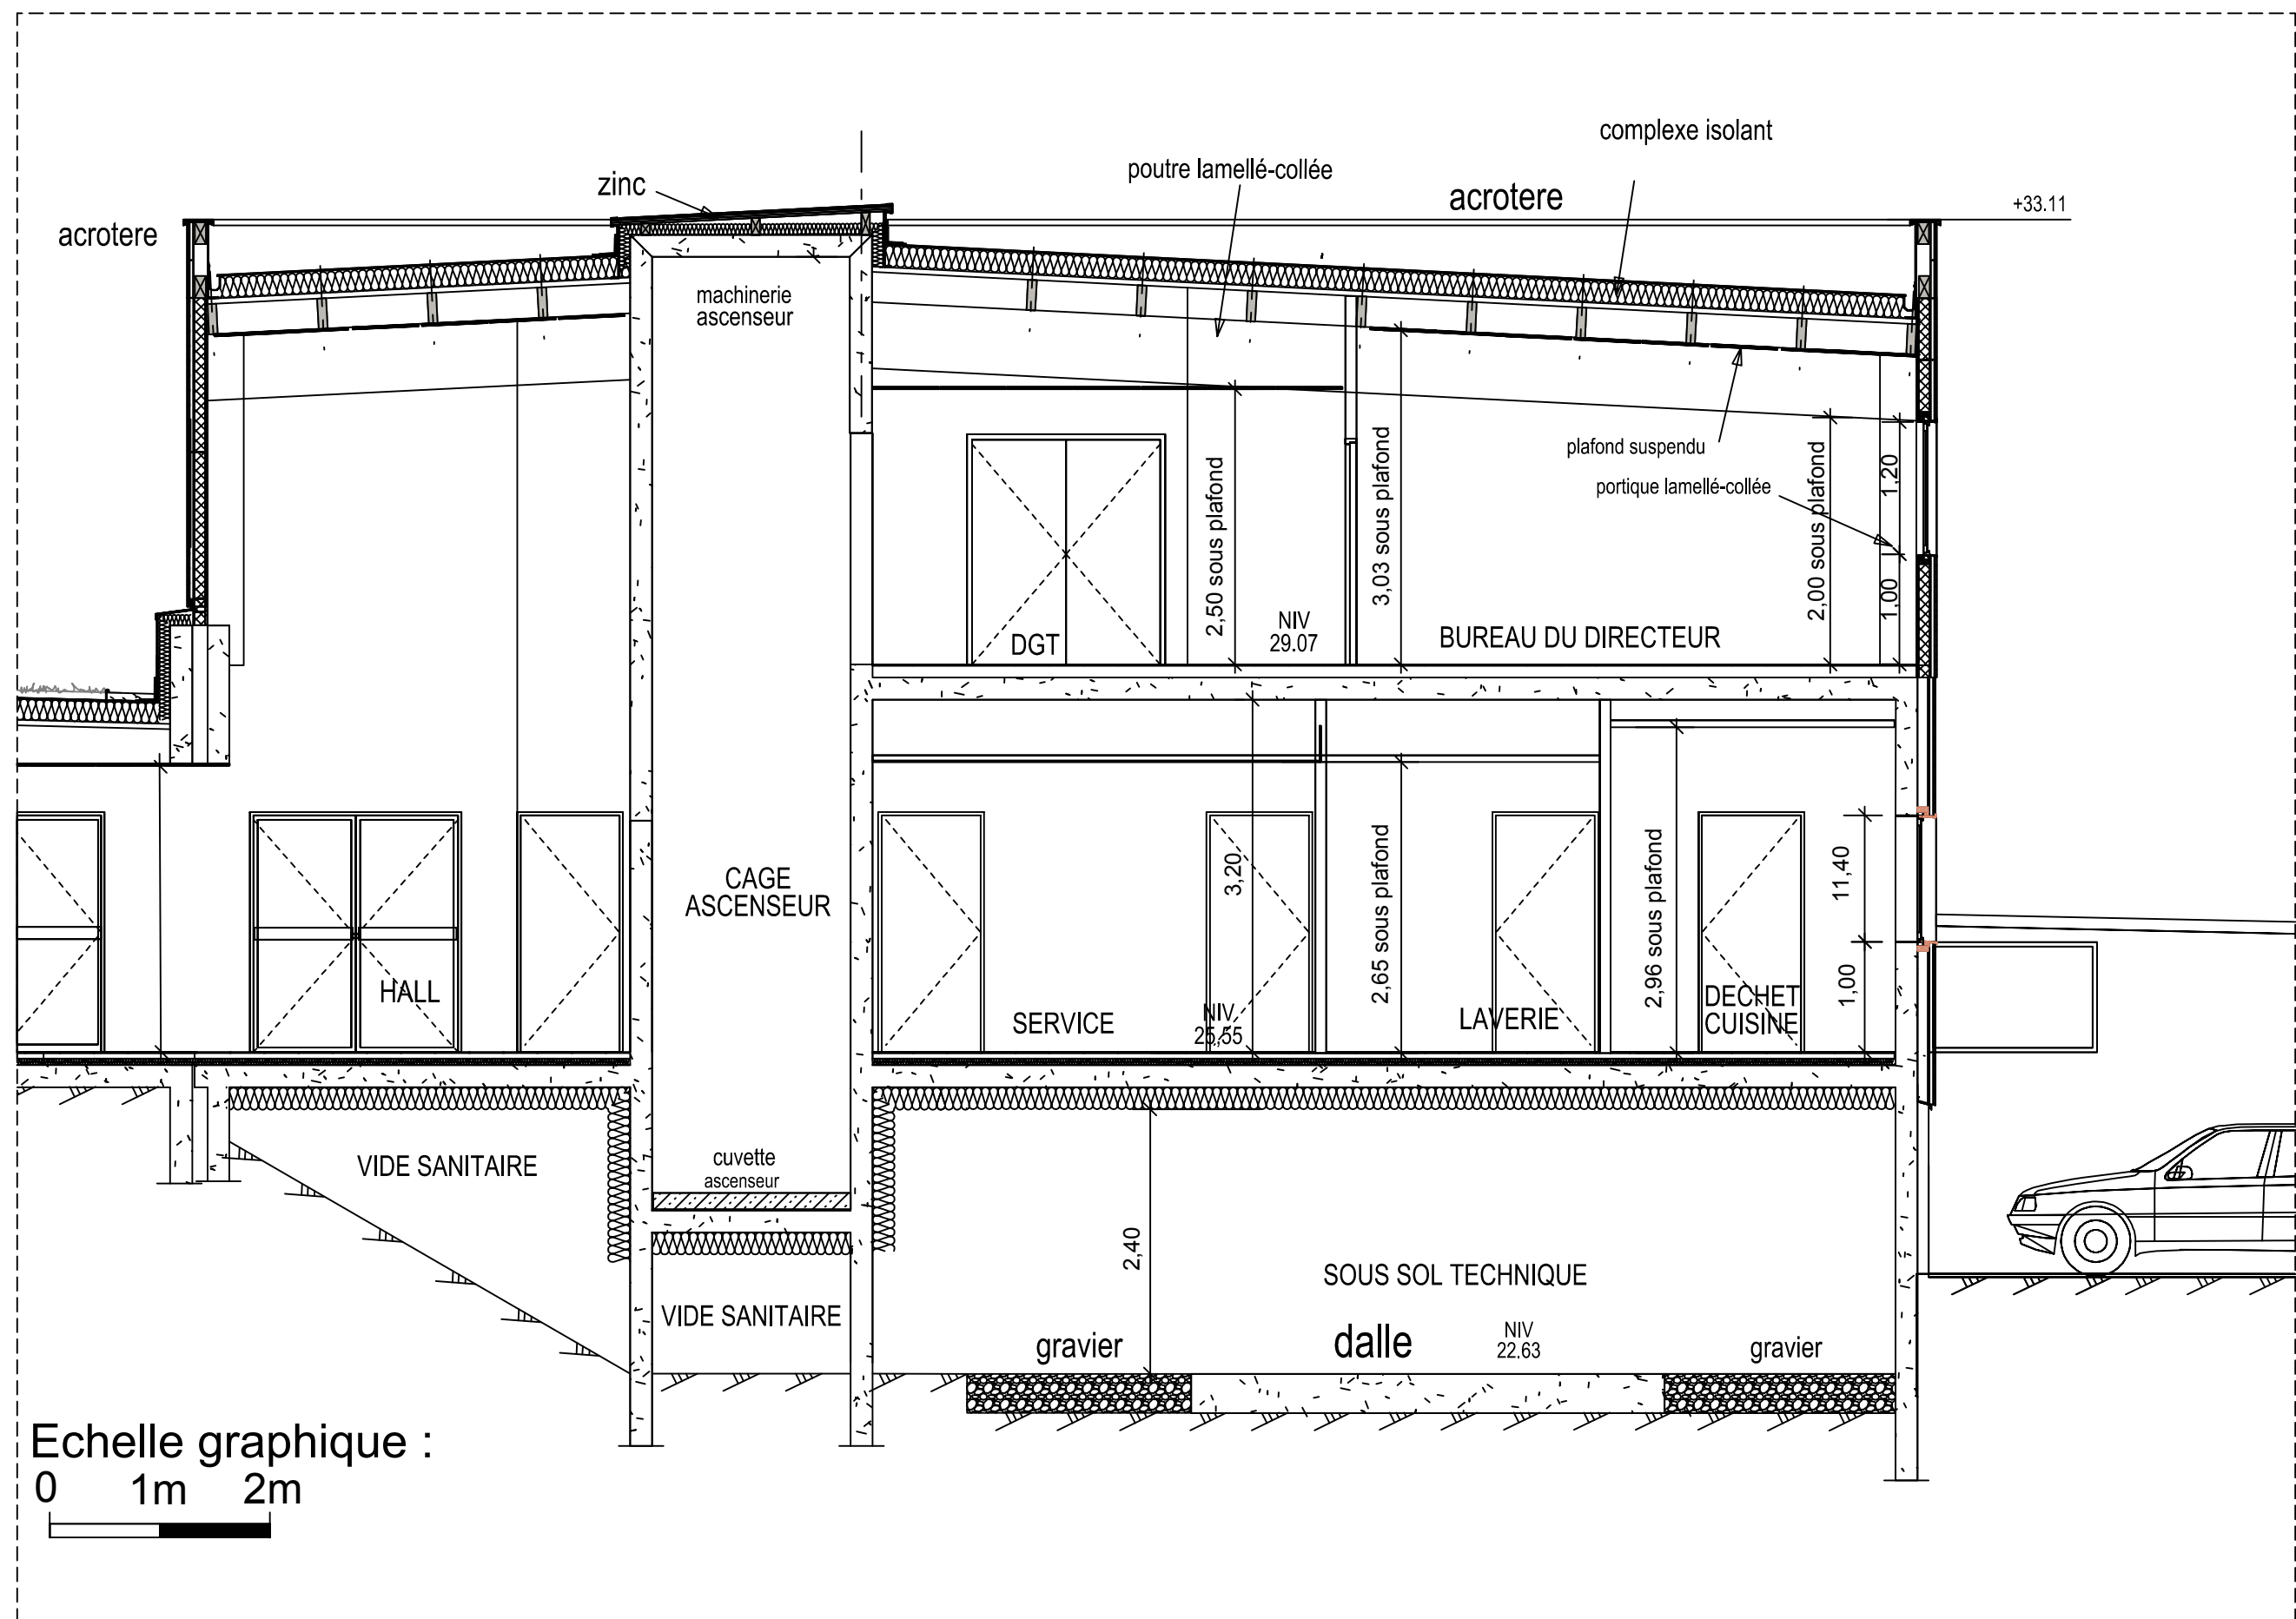 complexe isolant
poutre lamellé-collée
zinc
acrotere
+33.11
acrotere
machinerie
ascenseur
plafond suspendu
portique lamellé-collée
2,50 sous plafond
3,03 sous plafond
2,00 sous plafond
1,20
1,00
NIV
29.07
DGT
BUREAU DU DIRECTEUR
CAGE
ASCENSEUR
3,20
2,65 sous plafond
2,96 sous plafond
11,40
1,00
HALL
SERVICE
NIV
25,55
LAVERIE
DECHET
CUISINE
VIDE SANITAIRE
cuvette
ascenseur
2,40
SOUS SOL TECHNIQUE
VIDE SANITAIRE
gravier
dalle
NIV
22.63
gravier
Echelle graphique :
0 1m 2m